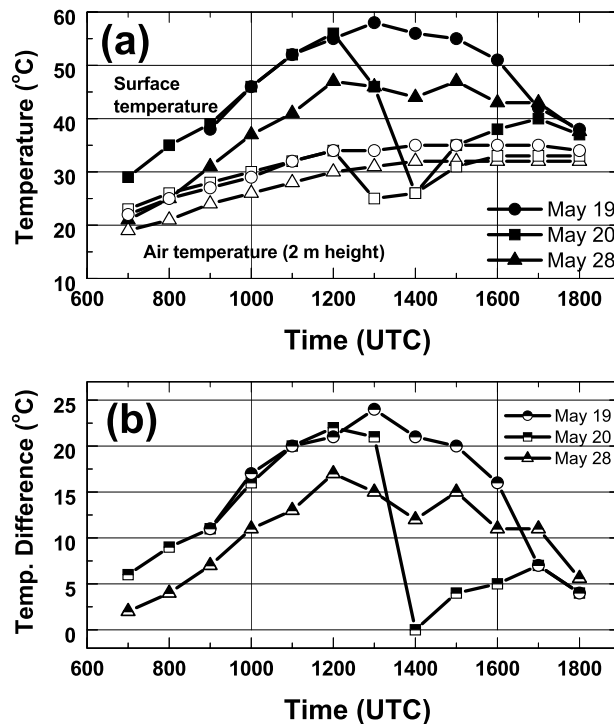 60
(a)
50
Surface
temperature
40
30
20
Air temperature (2 m height)
10
Temperature (°C)
May 19
May 20
May 28
600 800 1000 1200 1400 1600 1800
Time (UTC)
25
(b)
20
15
10
5
0
Temp. Difference (°C)
May 19
May 20
May 28
600 800 1000 1200 1400 1600 1800
Time (UTC)